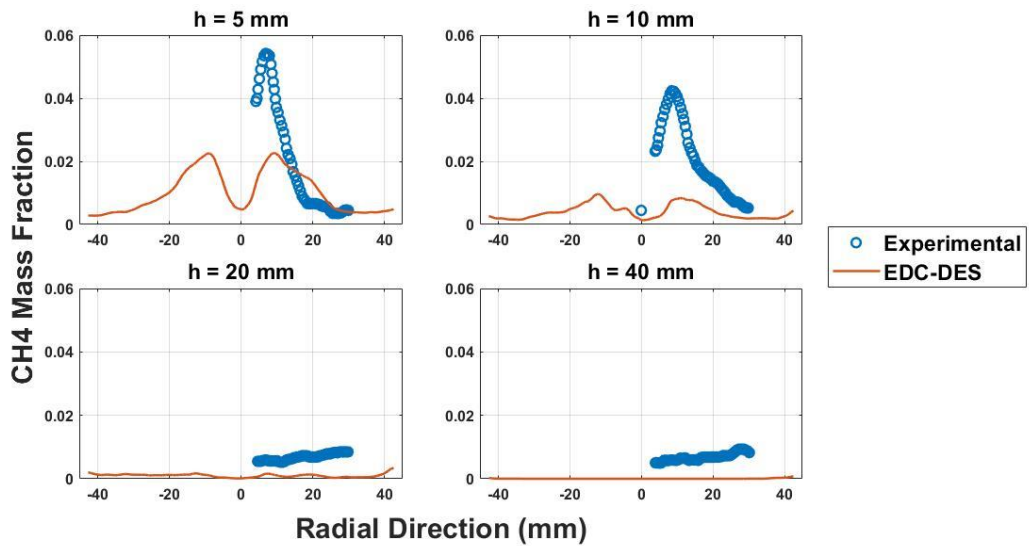 h = 5 mm
h = 10 mm
0.06
0.04
0.02
0
-40 -20 0 20 40
0.06
0.04
0.02
0
-40 -20 0 20 40
CH4 Mass Fraction
Experimental
EDC-DES
h = 20 mm
h = 40 mm
0.06
0.04
0.02
0
-40 -20 0 20 40
0.06
0.04
0.02
0
-40 -20 0 20 40
Radial Direction (mm)